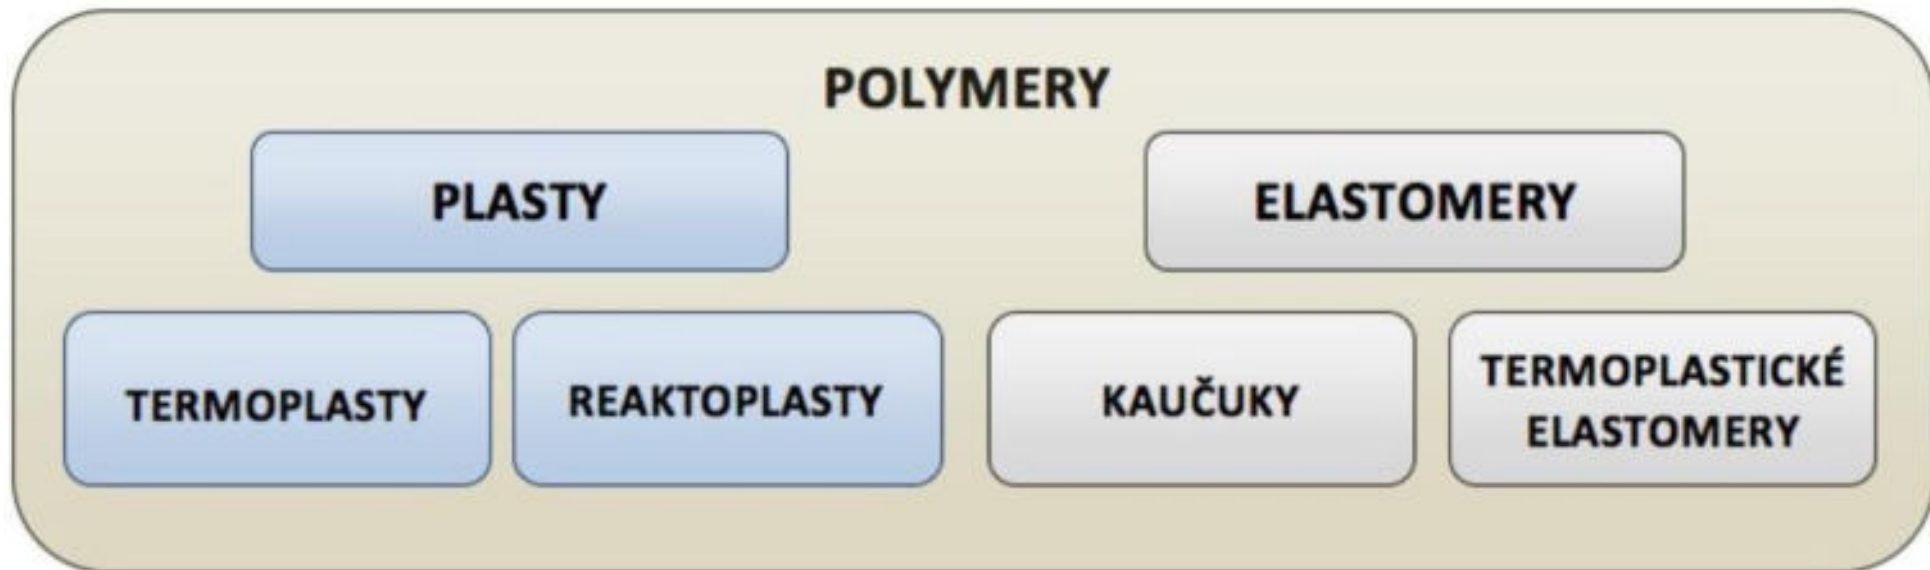 POLYMERY
PLASTY
ELASTOMERY
TERMOPLASTY
REAKTOPLASTY
KAUČUKY
TERMOPLASTICKÉ
ELASTOMERY